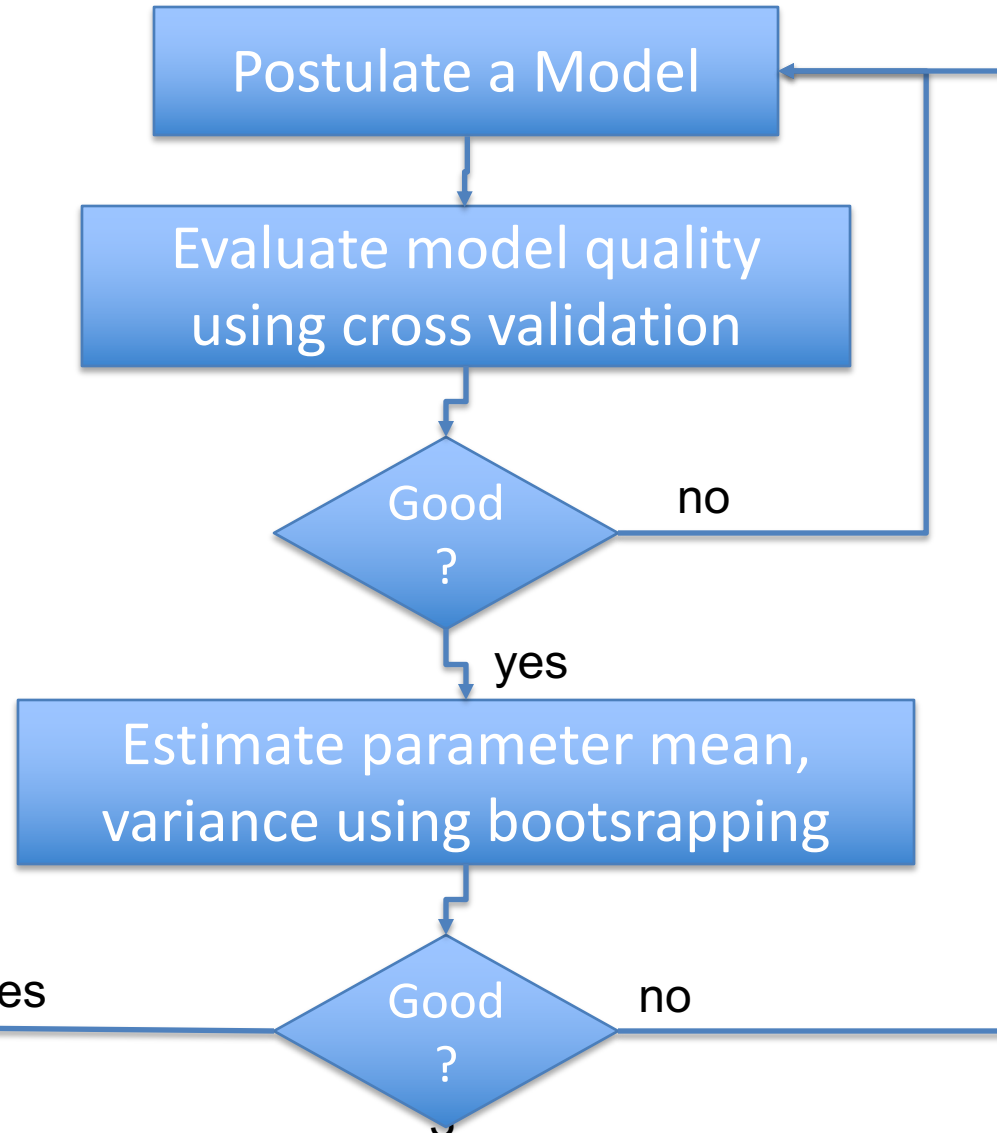 Postulate a Model
Evaluate model quality
using cross validation
Good
?
no
yes
Estimate parameter mean,
variance using bootsrapping
es
Good
?
no